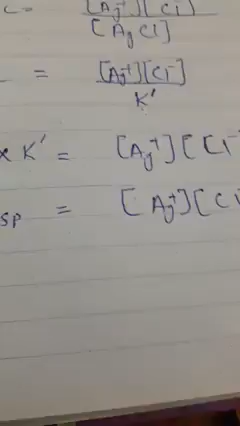 C = [Ag⁺][Cl] / [AgCl]
= [Ag⁺][Cl⁻] / K'
× K' = [Ag⁺][Cl⁻
sp = [Ag⁺][Cl